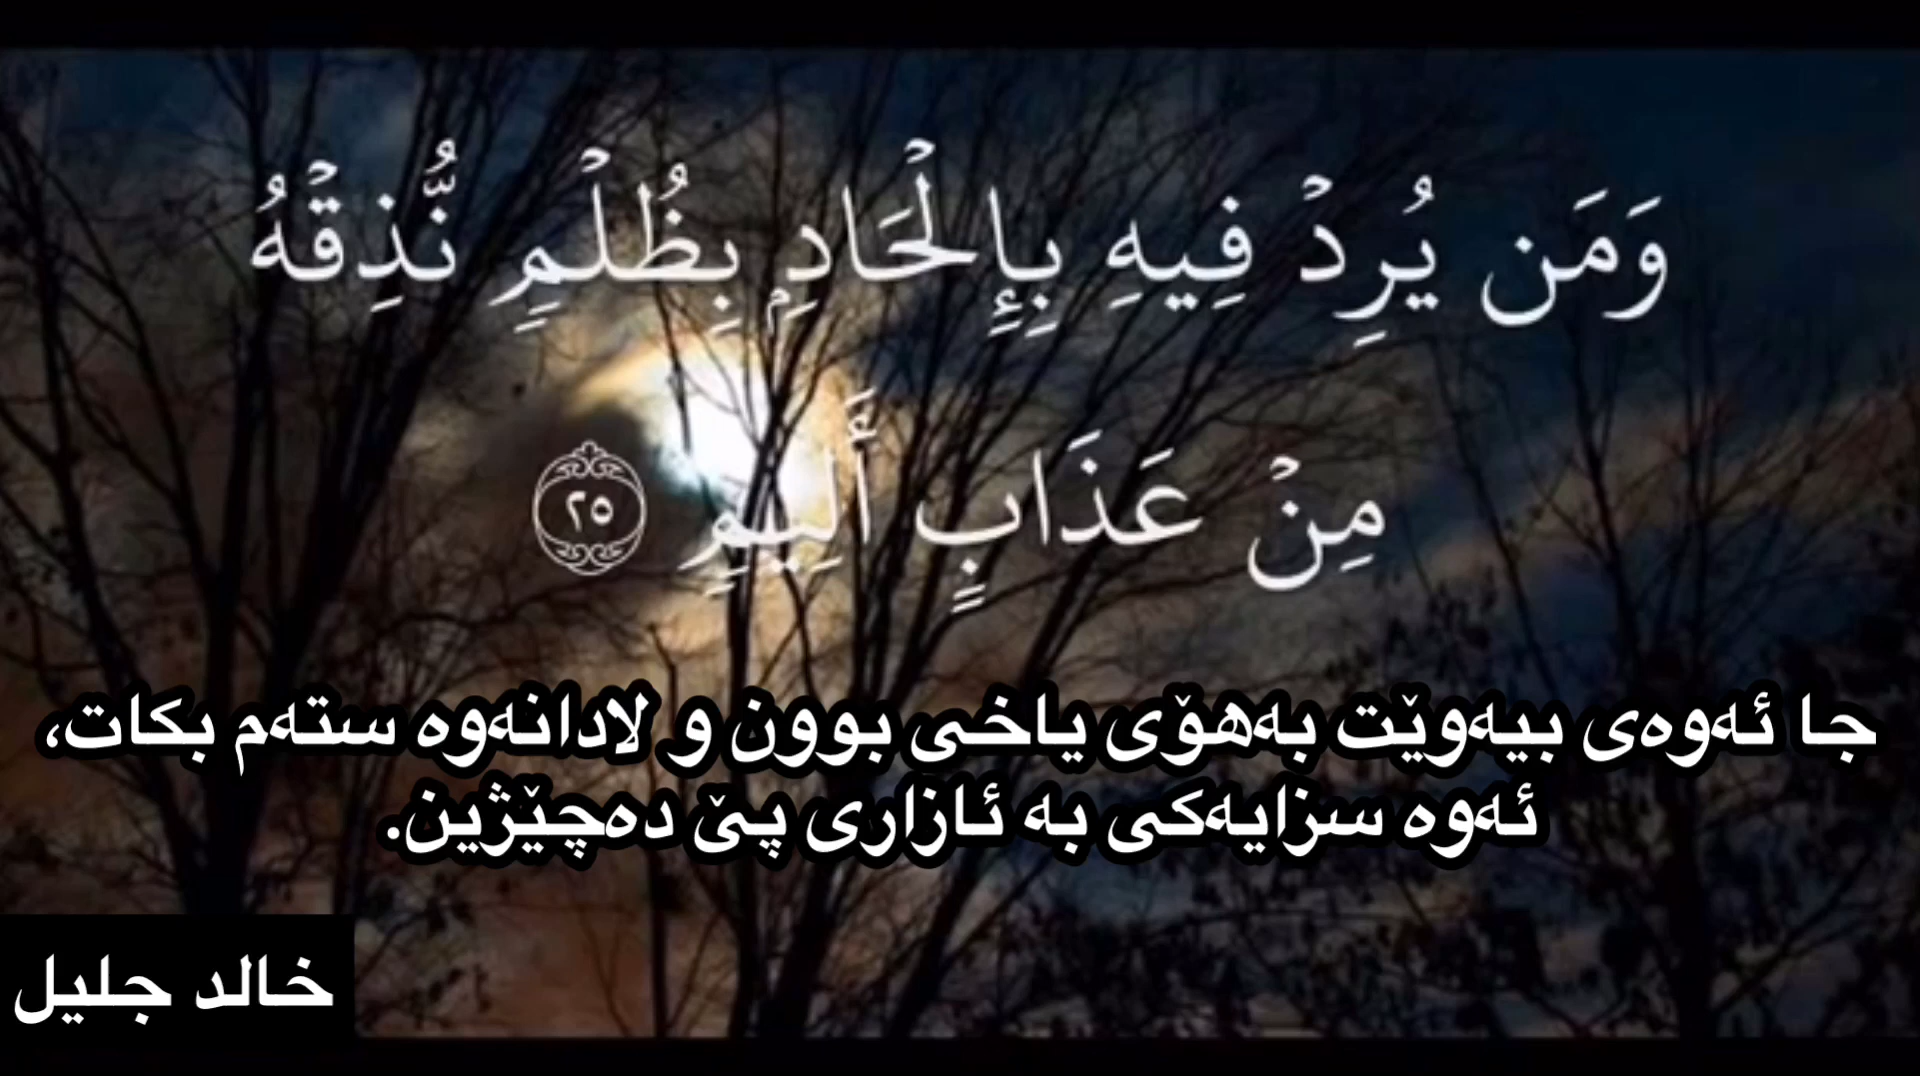 وَمَن يُرِدْ فِيهِ بِإِلْحَادٍۭ بِظُلْمٍ نُّذِقْهُ
مِنْ عَذَابٍ أَلِيمٍ ٢٥
جا ئەوەی بیەوێت بەهۆی یاخی بوون و لادانەوە ستەم بکات،
ئەوە سزایەکی بە ئازاری پێ دەچێژین.
خالد جلیل